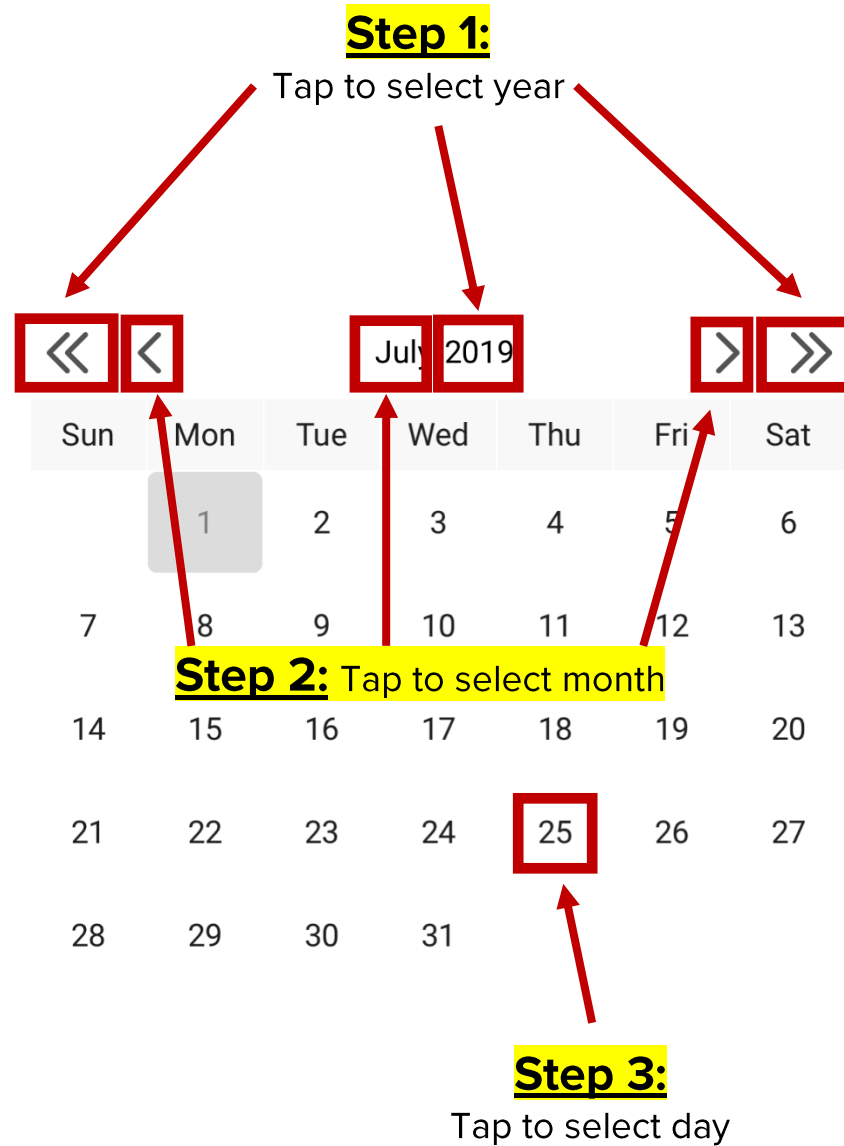 Step 1:
Tap to select year
July 2019
Sun Mon Tue Wed Thu Fri Sat
1 2 3 4 5 6
7 8 9 10 11 12 13
Step 2: Tap to select month
14 15 16 17 18 19 20
21 22 23 24 25 26 27
28 29 30 31
Step 3:
Tap to select day